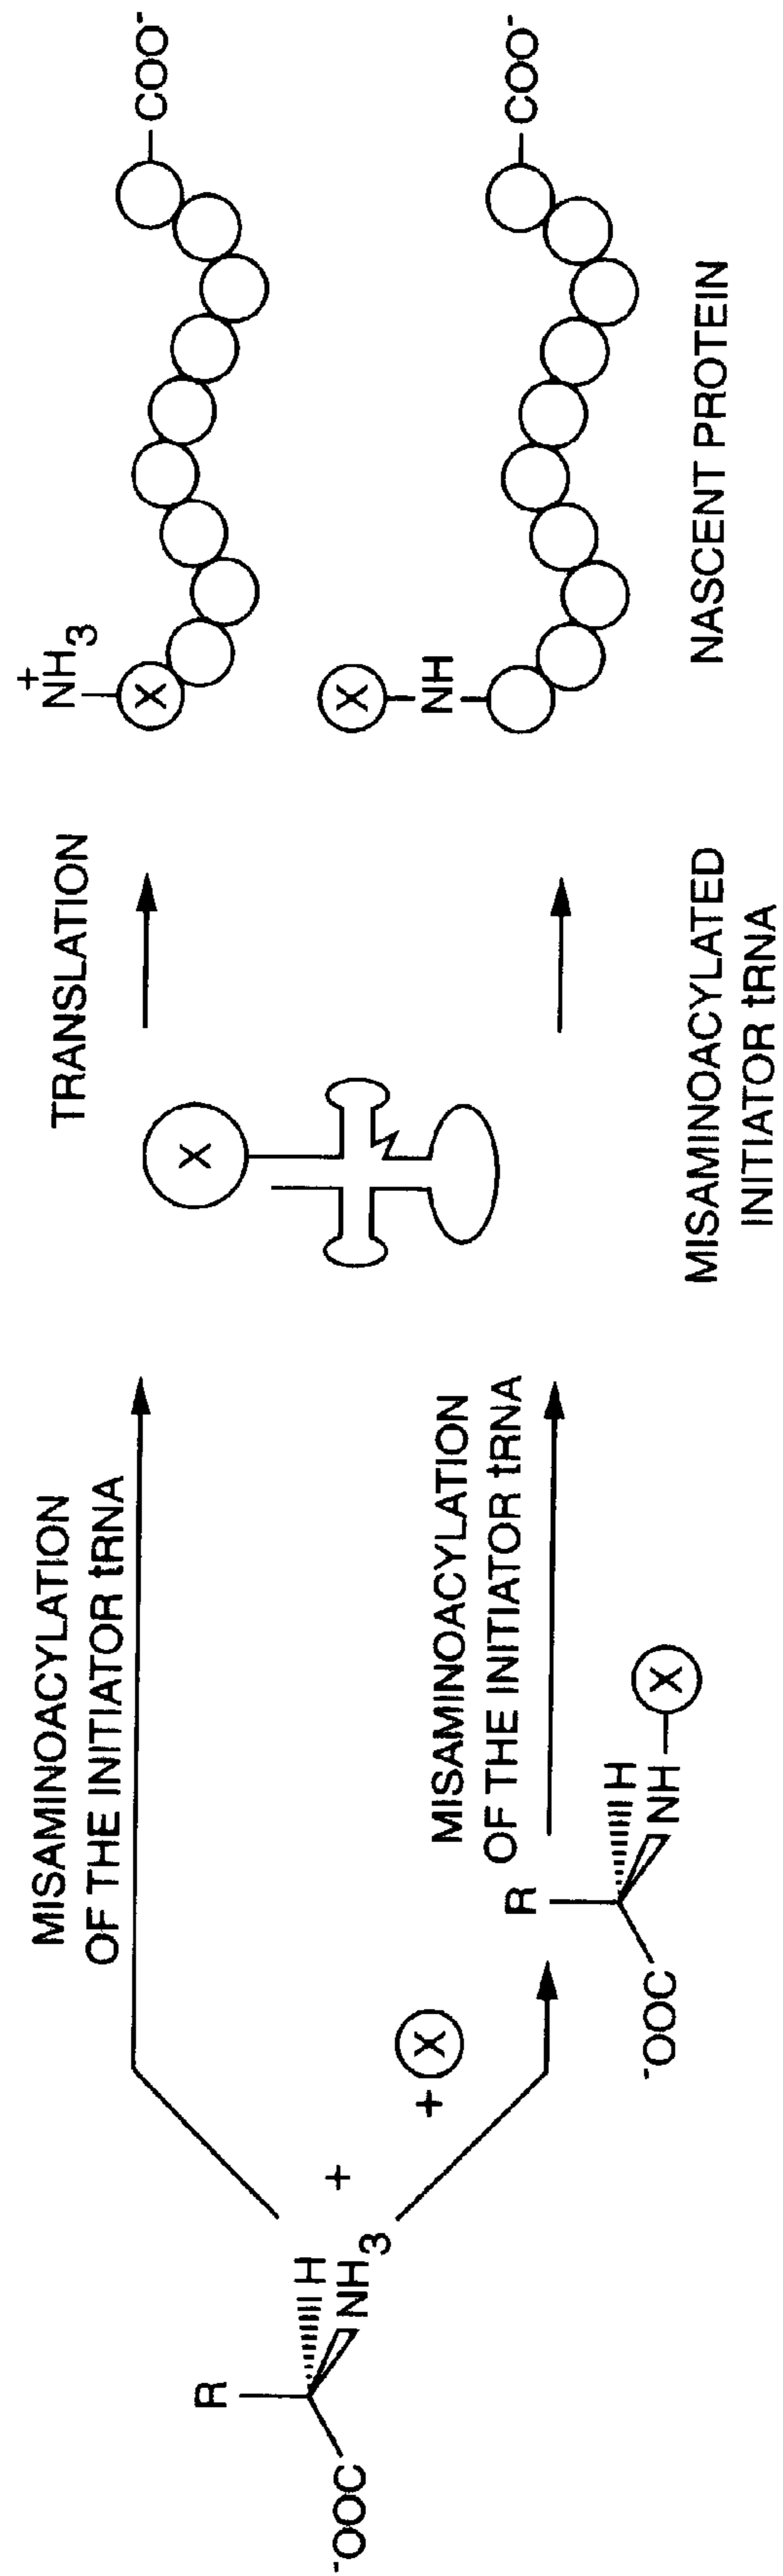 MISAMINOACYLATION
OF THE INITIATOR tRNA
TRANSLATION
+
NH3
X
COO-
R
H
NH3
+
-OOC
+ X
X
X
NH
COO-
MISAMINOACYLATION
OF THE INITIATOR tRNA
R
H
NH
X
-OOC
MISAMINOACYLATED
INITIATOR tRNA
NASCENT PROTEIN